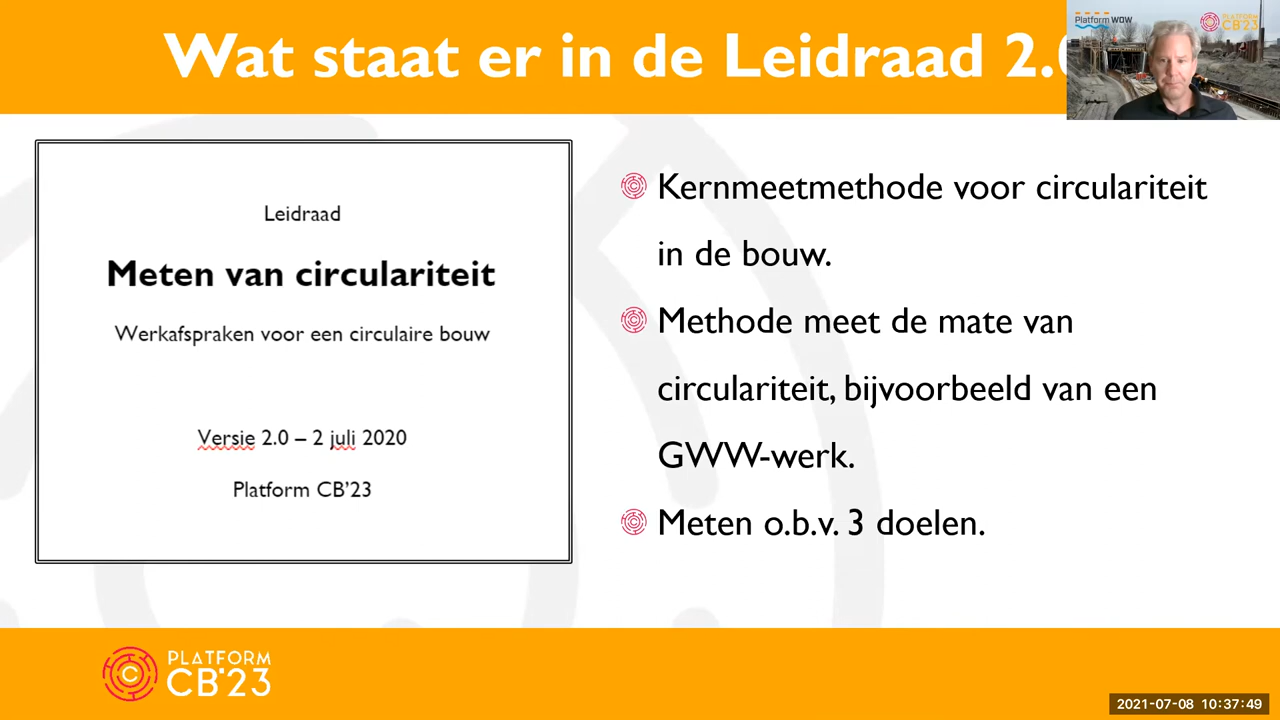 Wat staat er in de Leidraad 2.0
Platform WOW
PLATFORM
CB'23
Leidraad
Meten van circulariteit
Werkafspraken voor een circulaire bouw
Versie 2.0 – 2 juli 2020
Platform CB'23
Kernmeetmethode voor circulariteit
in de bouw.
Methode meet de mate van
circulariteit, bijvoorbeeld van een
GWW-werk.
Meten o.b.v. 3 doelen.
PLATFORM
CB'23
2021-07-08 10:37:49